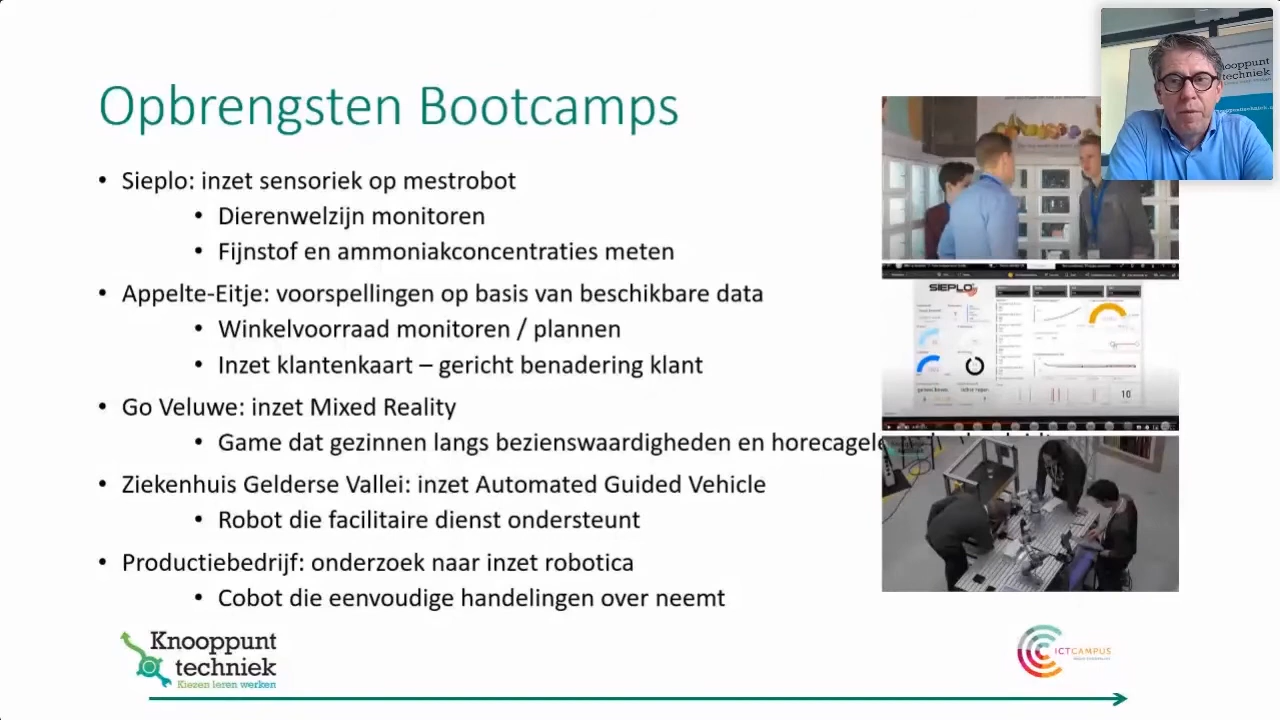 Opbrengsten Bootcamps
• Sieplo: inzet sensoriek op mestrobot
• Dierenwelzijn monitoren
• Fijnstof en ammoniakconcentraties meten
• Appelte-Eitje: voorspellingen op basis van beschikbare data
• Winkelvoorraad monitoren / plannen
• Inzet klantenkaart – gericht benadering klant
• Go Veluwe: inzet Mixed Reality
• Game dat gezinnen langs bezienswaardigheden en
• Ziekenhuis Gelderse Vallei: inzet Automated Guided Vehicle
• Robot die facilitaire dienst ondersteunt
• Productiebedrijf: onderzoek naar inzet robotica
• Cobot die eenvoudige handelingen over neemt
SIEPLO
10
Knooppunt
techniek
Kiezen leren werken
ICTCAMPUS
techniek